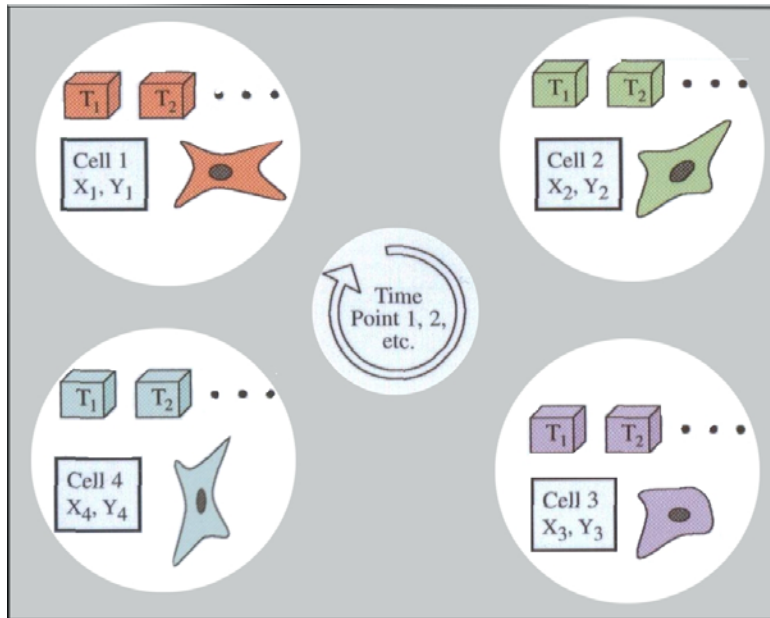 T1 T2
Cell 1
X1, Y1
T1 T2
Cell 2
X2, Y2
Time
Point 1, 2,
etc.
T1 T2
Cell 4
X4, Y4
T1 T2
Cell 3
X3, Y3